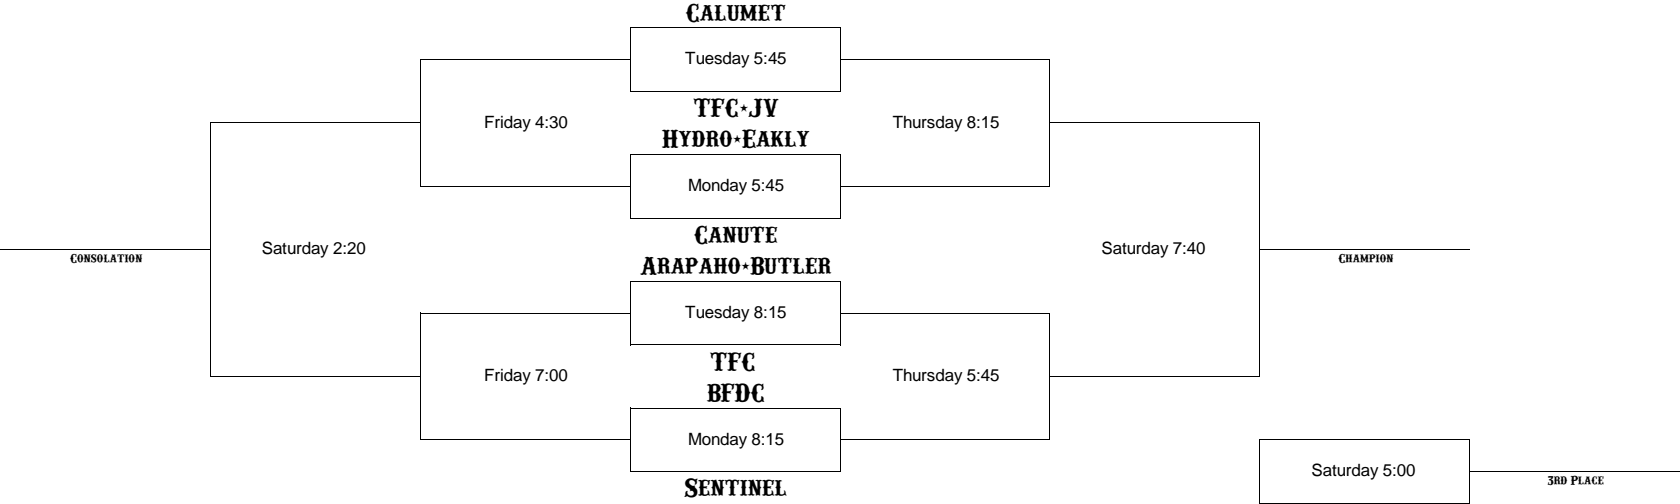 CALUMET
Tuesday 5:45
TFC★JV
Friday 4:30
Thursday 8:15
HYDRO★EAKLY
Monday 5:45
CANUTE
Saturday 2:20
Saturday 7:40
CONSOLATION
CHAMPION
ARAPAHO★BUTLER
Tuesday 8:15
TFC
Friday 7:00
Thursday 5:45
BFDC
Monday 8:15
Saturday 5:00
3RD PLACE
SENTINEL